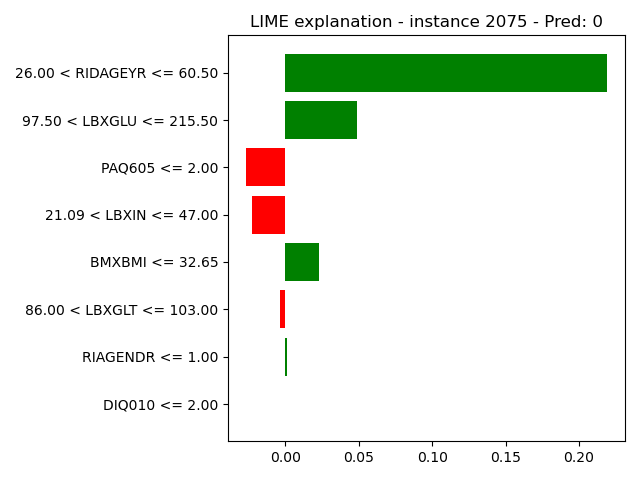 LIME explanation - instance 2075 - Pred: 0
26.00 < RIDAGEYR <= 60.50
97.50 < LBXGLU <= 215.50
PAQ605 <= 2.00
21.09 < LBXIN <= 47.00
BMXBMI <= 32.65
86.00 < LBXGLT <= 103.00
RIAGENDR <= 1.00
DIQ010 <= 2.00
0.00 0.05 0.10 0.15 0.20